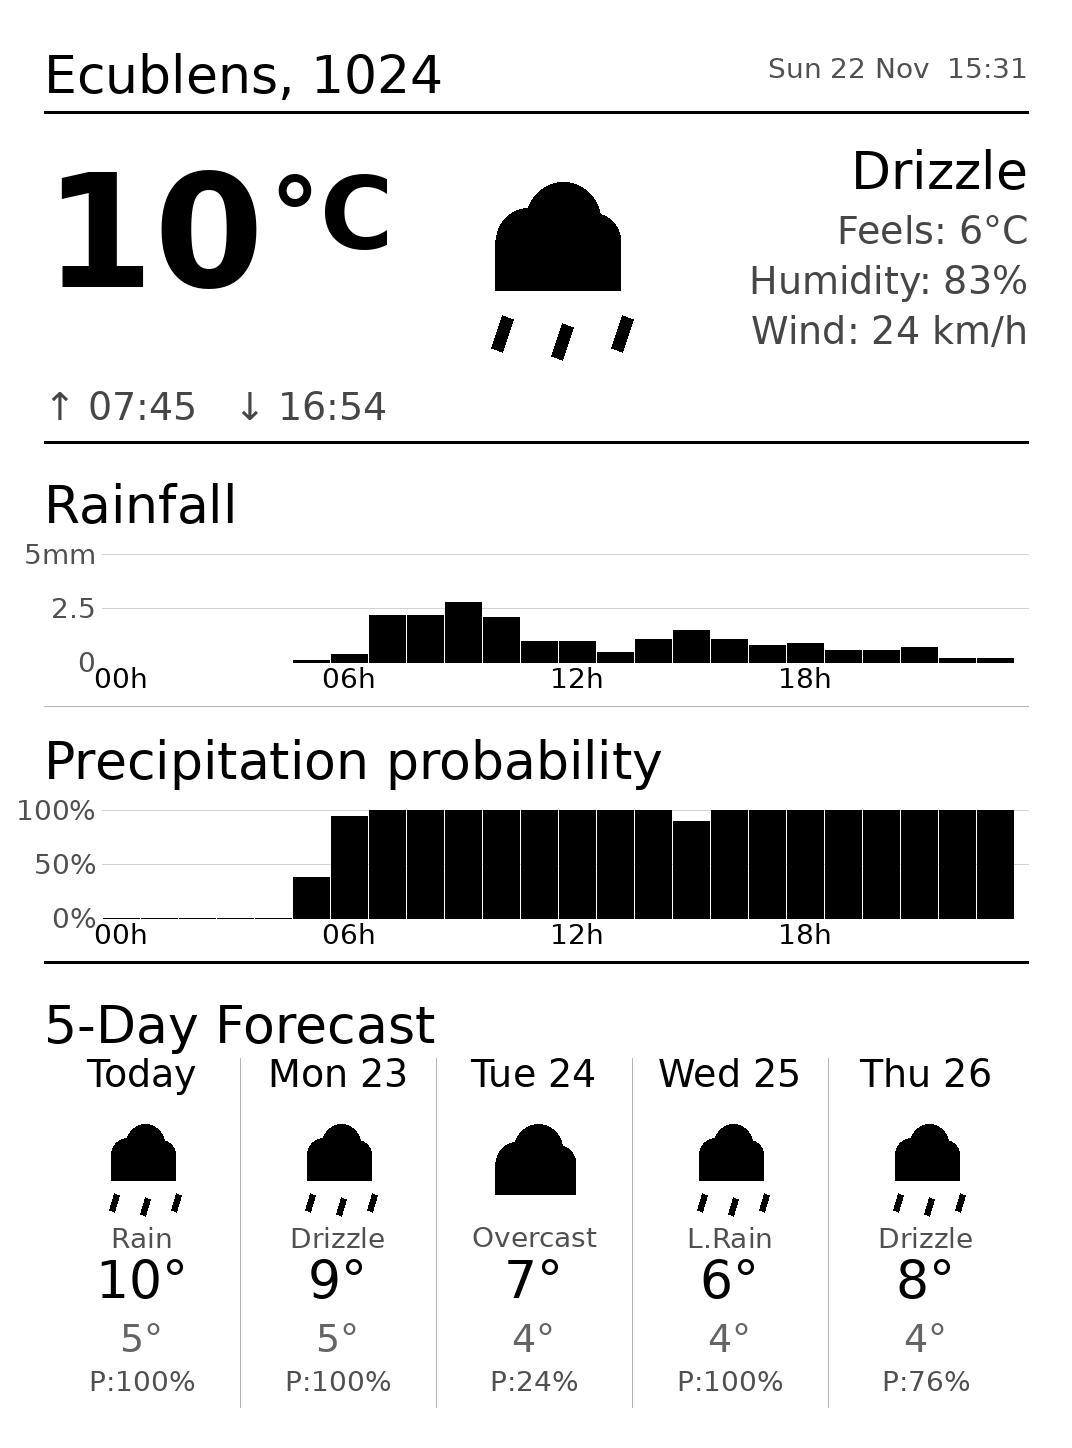 Ecublens, 1024
Sun 22 Nov  15:31
10°C
Drizzle
Feels: 6°C
Humidity: 83%
Wind: 24 km/h
↑ 07:45   ↓ 16:54
Rainfall
5mm
2.5
0
00h 06h 12h 18h
Precipitation probability
100%
50%
0%
00h 06h 12h 18h
5-Day Forecast
Today Mon 23 Tue 24 Wed 25 Thu 26
Rain Drizzle Overcast L.Rain Drizzle
10° 9° 7° 6° 8°
5° 5° 4° 4° 4°
P:100% P:100% P:24% P:100% P:76%